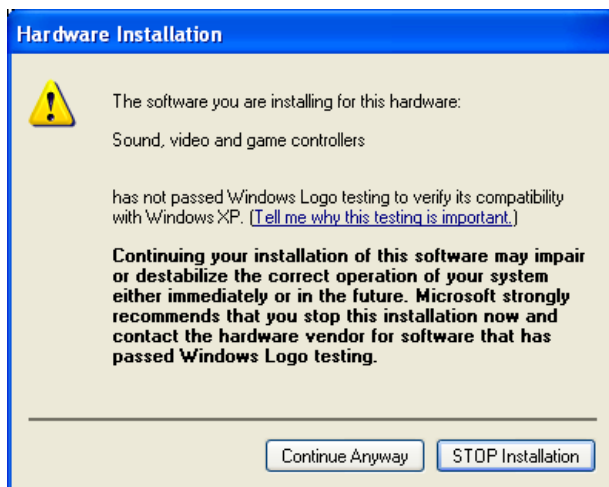 Hardware Installation
The software you are installing for this hardware:
Sound, video and game controllers
has not passed Windows Logo testing to verify its compatibility
with Windows XP. (Tell me why this testing is important.)
Continuing your installation of this software may impair
or destabilize the correct operation of your system
either immediately or in the future. Microsoft strongly
recommends that you stop this installation now and
contact the hardware vendor for software that has
passed Windows Logo testing.
Continue Anyway
STOP Installation